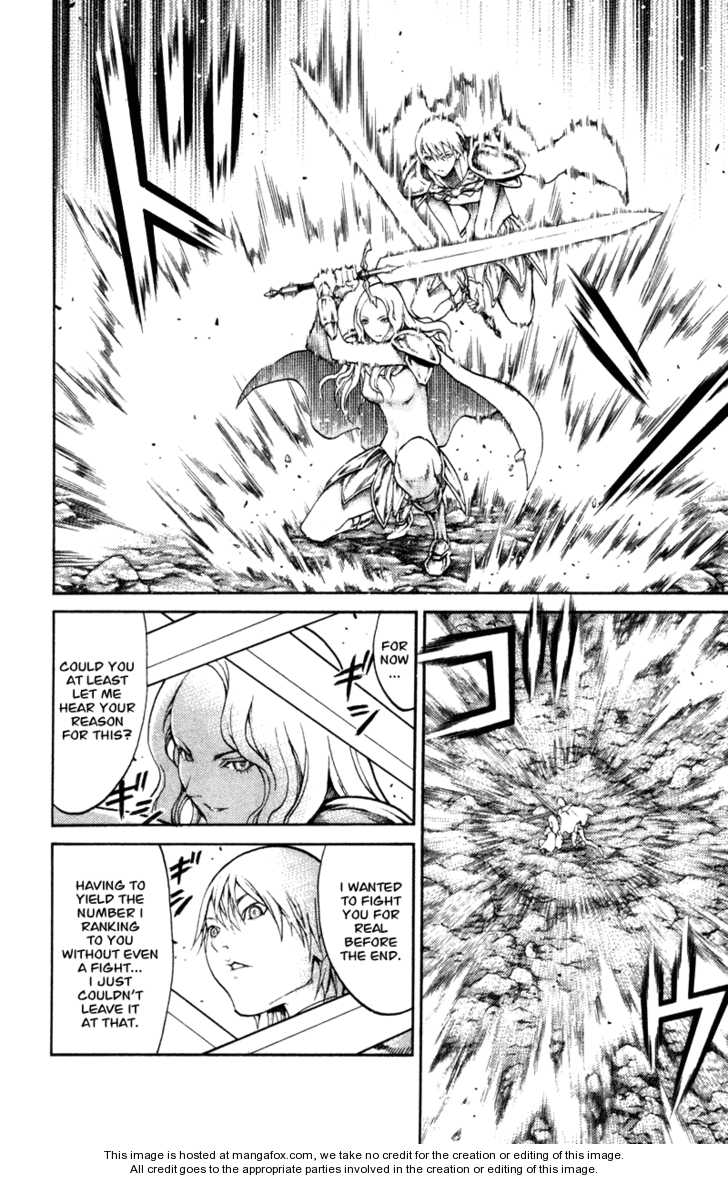 FOR
NOW
...
COULD YOU
AT LEAST
LET ME
HEAR YOUR
REASON
FOR THIS?
I WANTED
TO FIGHT
YOU FOR
REAL
BEFORE
THE END.
HAVING TO
YIELD THE
NUMBER I
RANKING
TO YOU
WITHOUT EVEN
A FIGHT...
I JUST
COULDN'T
LEAVE IT
AT THAT.
This image is hosted at mangafox.com, we take no credit for the creation or editing of this image.
All credit goes to the appropriate parties involved in the creation or editing of this image.